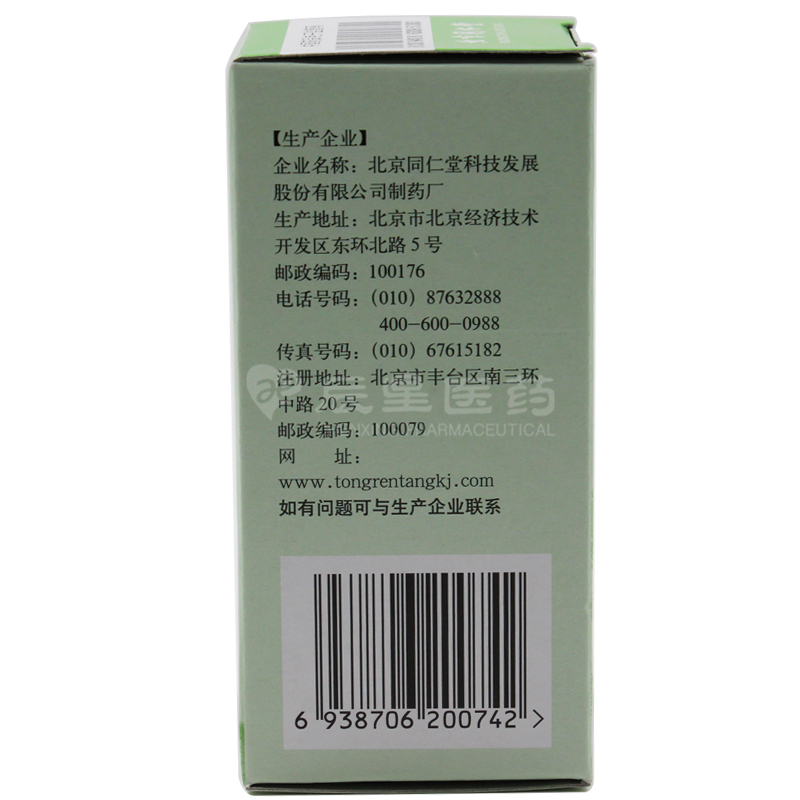 【生产企业】
企业名称：北京同仁堂科技发展
股份有限公司制药厂
生产地址：北京市北京经济技术
开发区东环北路5号
邮政编码：100176
电话号码：（010）87632888
400-600-0988
传真号码：（010）67615182
注册地址：北京市丰台区南三环
中路20号
邮政编码：100079
网 址：
www.tongrentangkj.com
如有问题可与生产企业联系
医药
PHARMACEUTICAL
6 938706 200742 >